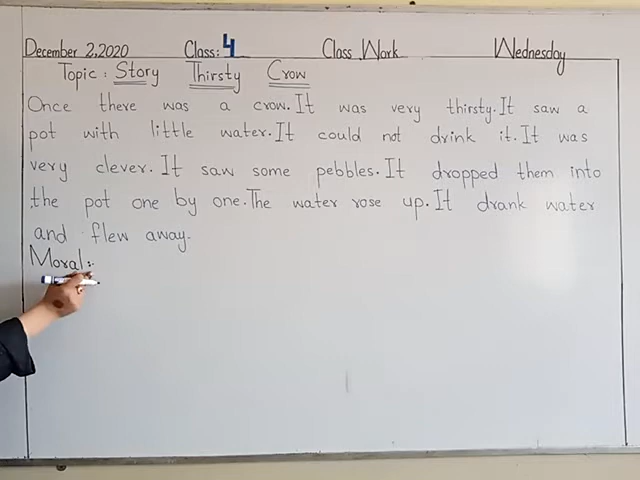 December 2,2020 Class: 4 Class Work Wednesday
Topic: Story Thirsty Crow
Once there was a crow. It was very thirsty. It saw a
pot with little water. It could not drink it. It was
very clever. It saw some pebbles. It dropped them into
the pot one by one. The water rose up. It drank water
and flew away.
Moral: